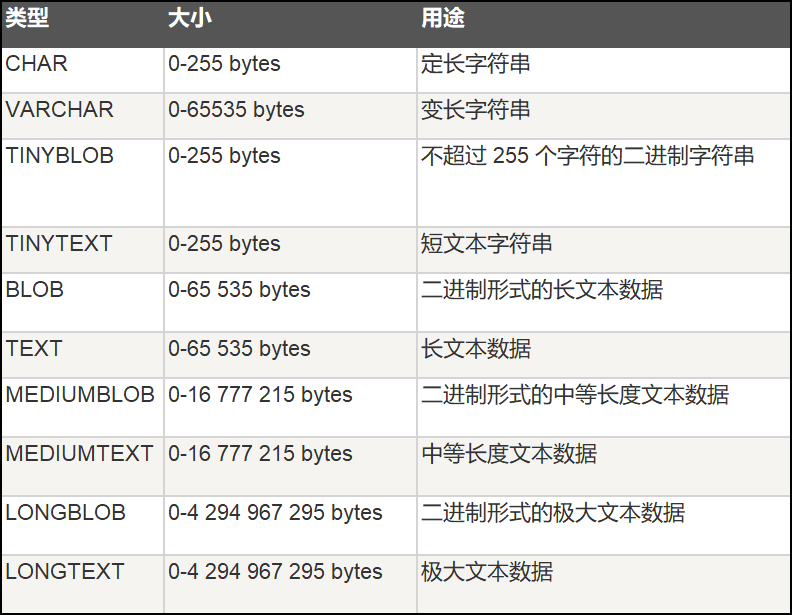 类型 大小 用途
CHAR 0-255 bytes 定长字符串
VARCHAR 0-65535 bytes 变长字符串
TINYBLOB 0-255 bytes 不超过 255 个字符的二进制字符串
TINYTEXT 0-255 bytes 短文本字符串
BLOB 0-65 535 bytes 二进制形式的长文本数据
TEXT 0-65 535 bytes 长文本数据
MEDIUMBLOB 0-16 777 215 bytes 二进制形式的中等长度文本数据
MEDIUMTEXT 0-16 777 215 bytes 中等长度文本数据
LONGBLOB 0-4 294 967 295 bytes 二进制形式的极大文本数据
LONGTEXT 0-4 294 967 295 bytes 极大文本数据